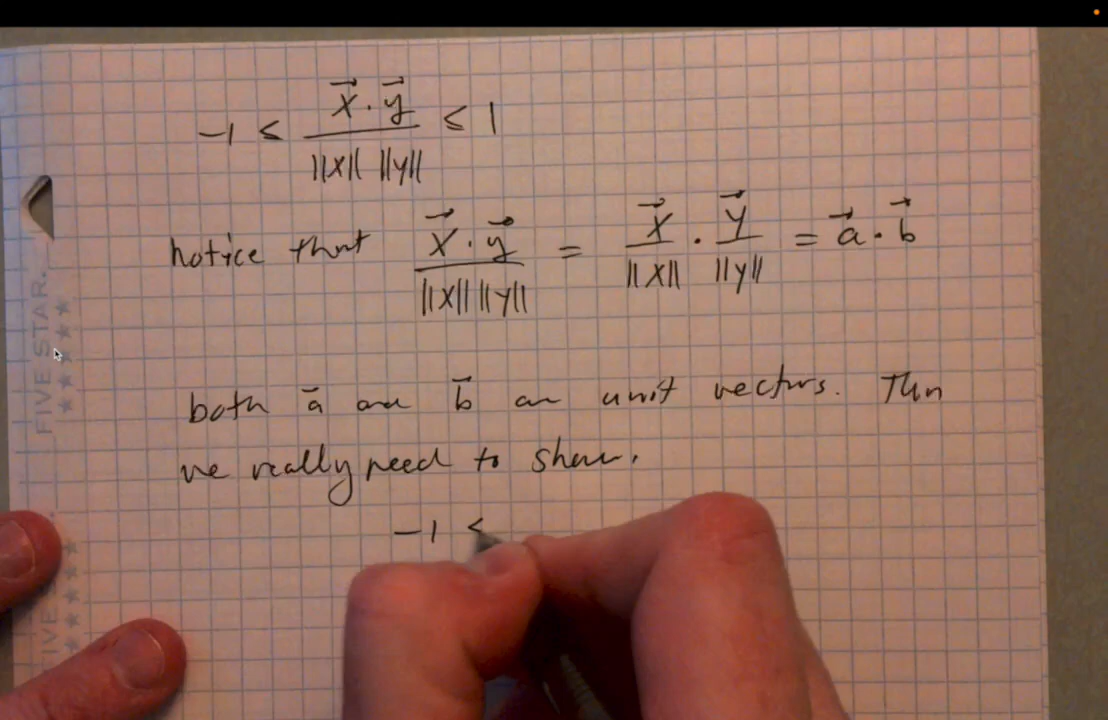 -1 ≤ x⃗ · y⃗ / ||x|| ||y|| ≤ 1
notice that x⃗ · y⃗ / ||x|| ||y|| = x⃗ / ||x|| · y⃗ / ||y|| = a⃗ · b⃗
both a⃗ and b⃗ are unit vectors. Then
we really need to show.
-1 ≤
FIVE STAR.